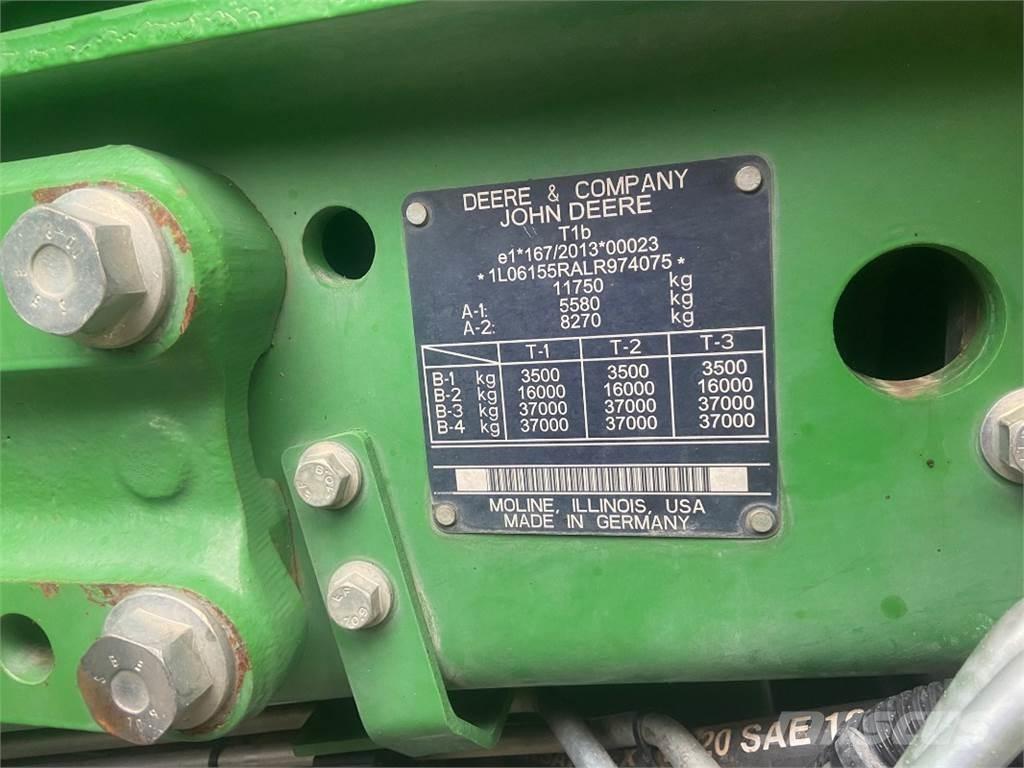 DEERE & COMPANY
JOHN DEERE
T1b
e1*167/2013*00023
*1L06155RALR974075*
11750 kg
A-1: 5580 kg
A-2: 8270 kg
T-1 T-2 T-3
B-1 kg 3500 3500 3500
B-2 kg 16000 16000 16000
B-3 kg 37000 37000 37000
B-4 kg 37000 37000 37000
MOLINE, ILLINOIS, USA
MADE IN GERMANY
20 SAE